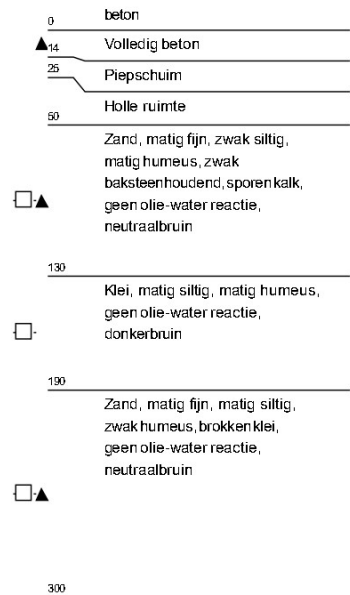 beton
0
Volledig beton
14
25
Piepschuim
Holle ruimte
50
Zand, matig fijn, zwak siltig,
matig humeus, zwak
baksteenhoudend, sporen kalk,
geen olie-water reactie,
neutraalbruin
130
Klei, matig siltig, matig humeus,
geen olie-water reactie,
donkerbruin
190
Zand, matig fijn, matig siltig,
zwak humeus, brokken klei,
geen olie-water reactie,
neutraalbruin
300